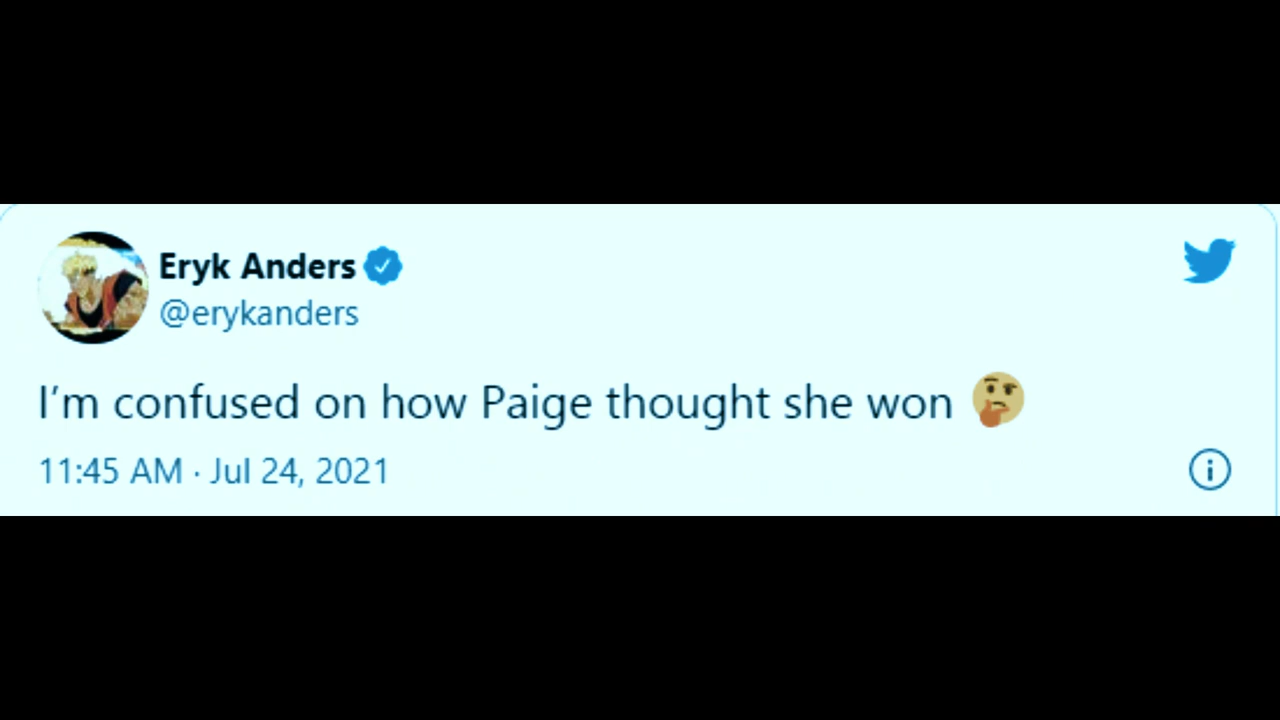 Eryk Anders
@erykanders
I’m confused on how Paige thought she won 🤔
11:45 AM · Jul 24, 2021